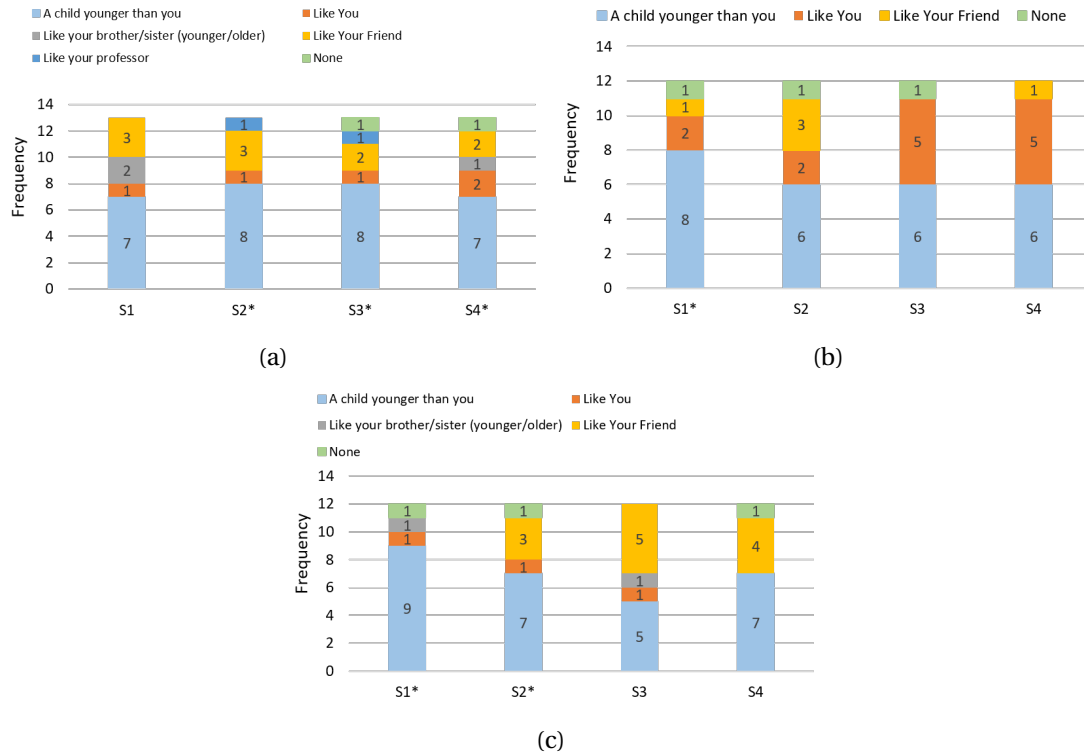 A child younger than you Like You
Like your brother/sister (younger/older) Like Your Friend
Like your professor None
14
12
10
8
6
4
2
0
Frequency
7 1 2 3
8 1 3 1
8 1 2 1 1
7 2 1 2 1
S1 S2* S3* S4*
(a)
A child younger than you Like You Like Your Friend None
14
12
10
8
6
4
2
0
Frequency
8 2 1 1
6 2 3 1
6 5 1
6 5 1
S1* S2 S3 S4
(b)
A child younger than you Like You
Like your brother/sister (younger/older) Like Your Friend
None
14
12
10
8
6
4
2
0
Frequency
9 1 1 1
7 1 3 1
5 1 1 5
7 4 1
S1* S2* S3 S4
(c)